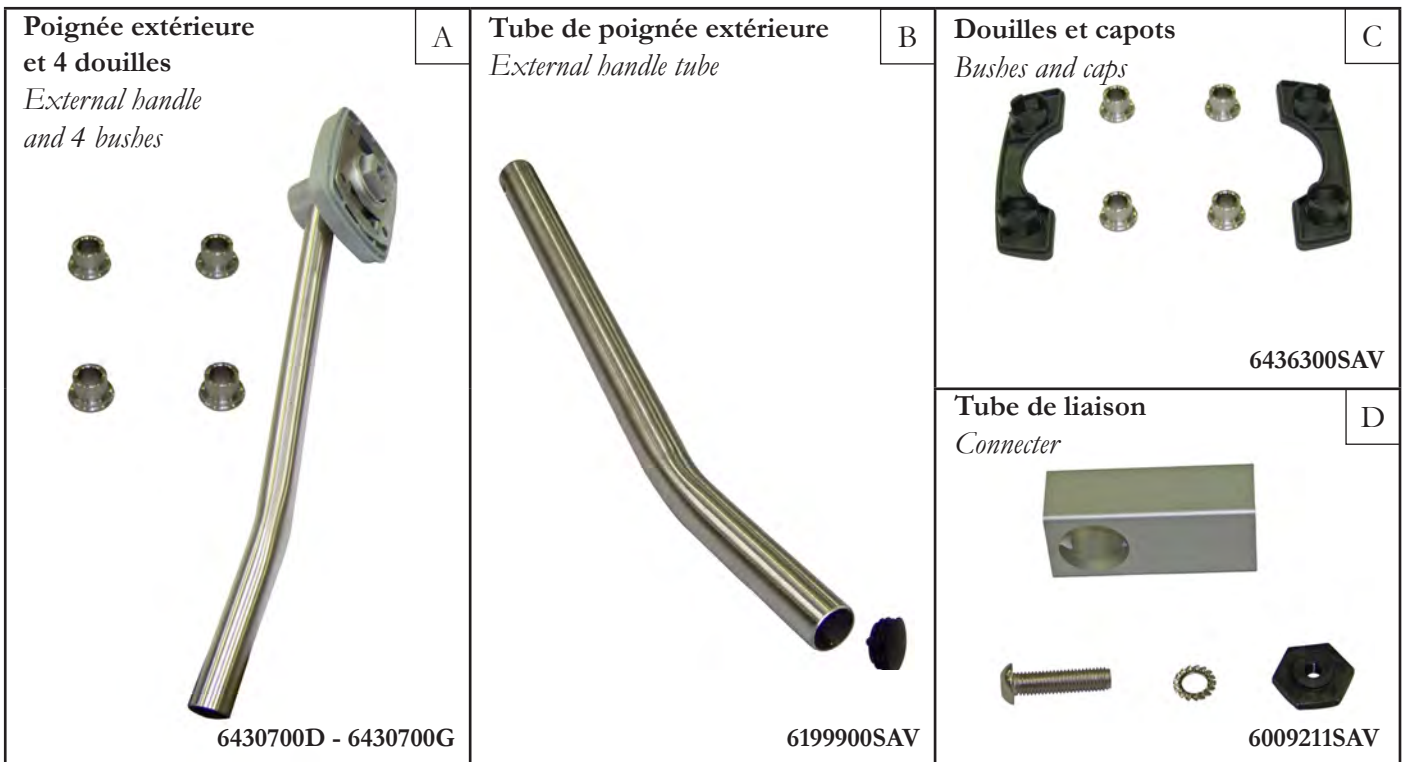 Poignée extérieure
et 4 douilles
External handle
and 4 bushes
A
6430700D - 6430700G
Tube de poignée extérieure
External handle tube
B
6199900SAV
Douilles et capots
Bushes and caps
C
6436300SAV
Tube de liaison
Connecter
D
6009211SAV